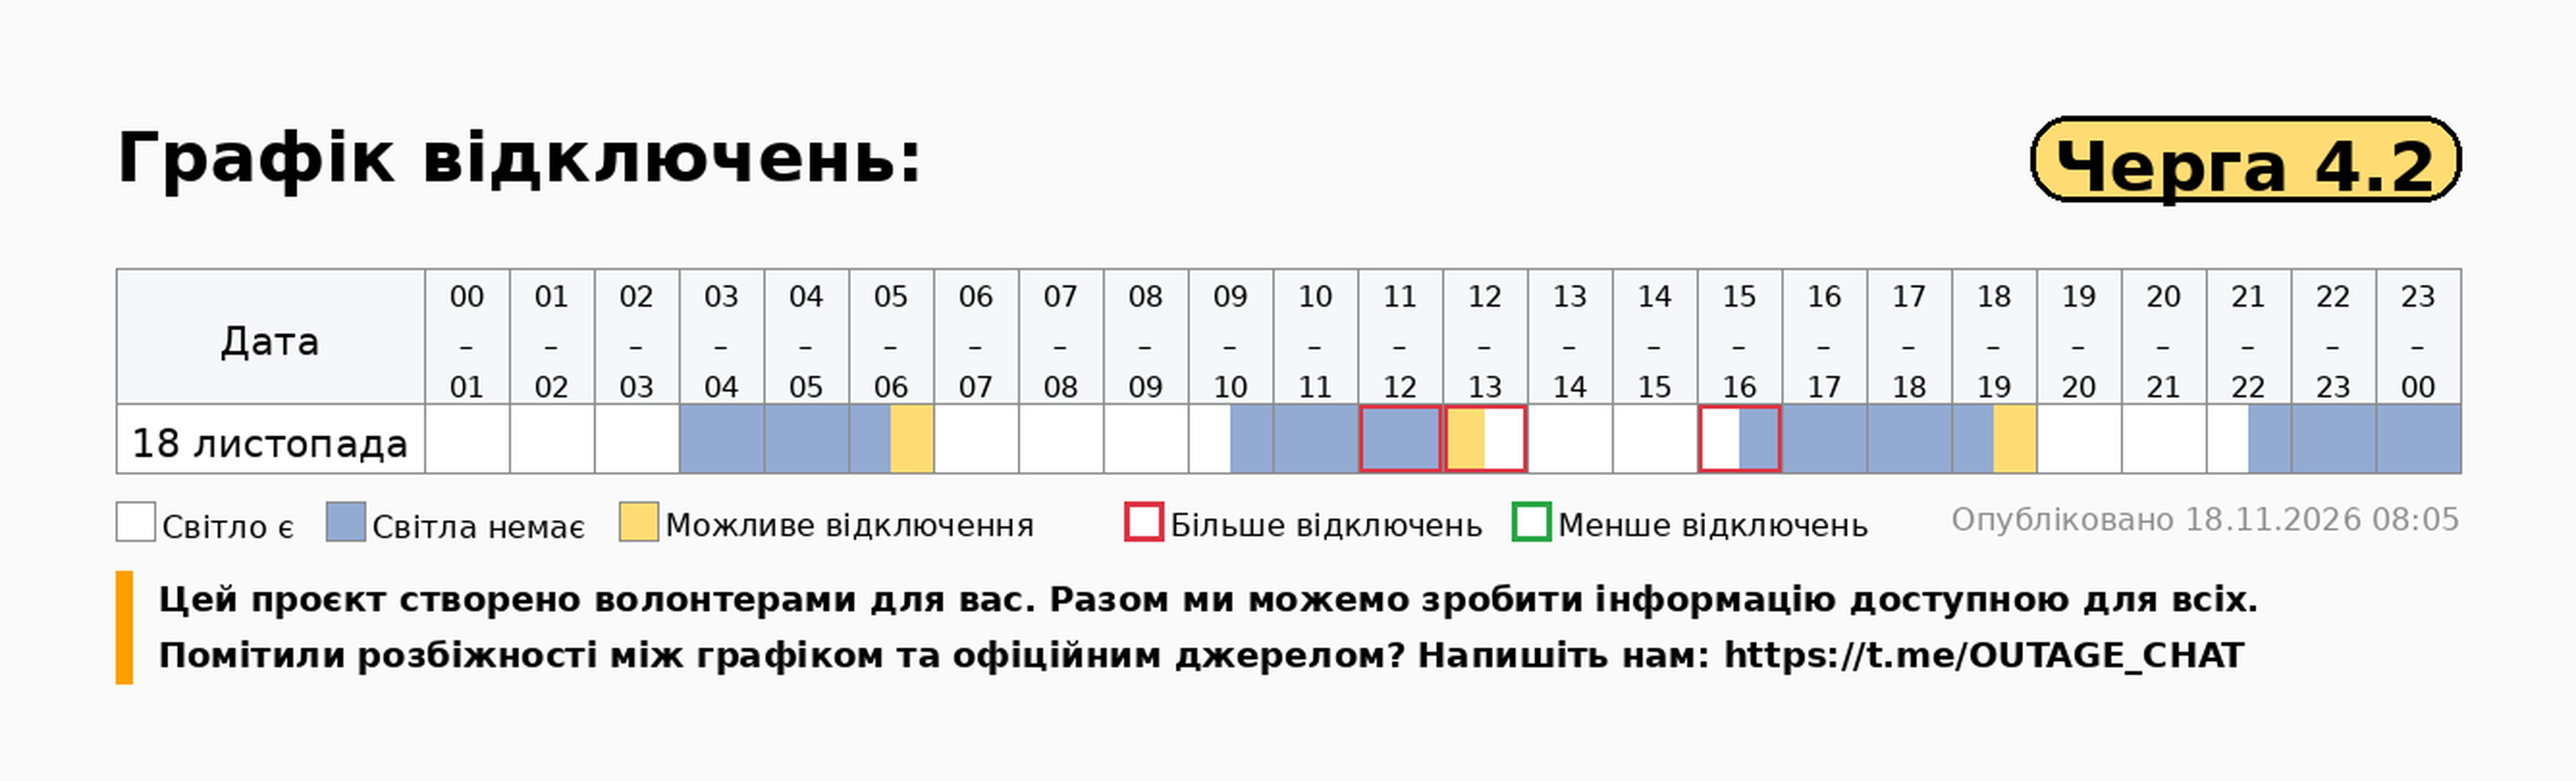 Графік відключень:
Черга 4.2
Дата
00 – 01
01 – 02
02 – 03
03 – 04
04 – 05
05 – 06
06 – 07
07 – 08
08 – 09
09 – 10
10 – 11
11 – 12
12 – 13
13 – 14
14 – 15
15 – 16
16 – 17
17 – 18
18 – 19
19 – 20
20 – 21
21 – 22
22 – 23
23 – 00
18 листопада
Світло є
Світла немає
Можливе відключення
Більше відключень
Менше відключень
Опубліковано 18.11.2026 08:05
Цей проєкт створено волонтерами для вас. Разом ми можемо зробити інформацію доступною для всіх.
Помітили розбіжності між графіком та офіційним джерелом? Напишіть нам: https://t.me/OUTAGE_CHAT